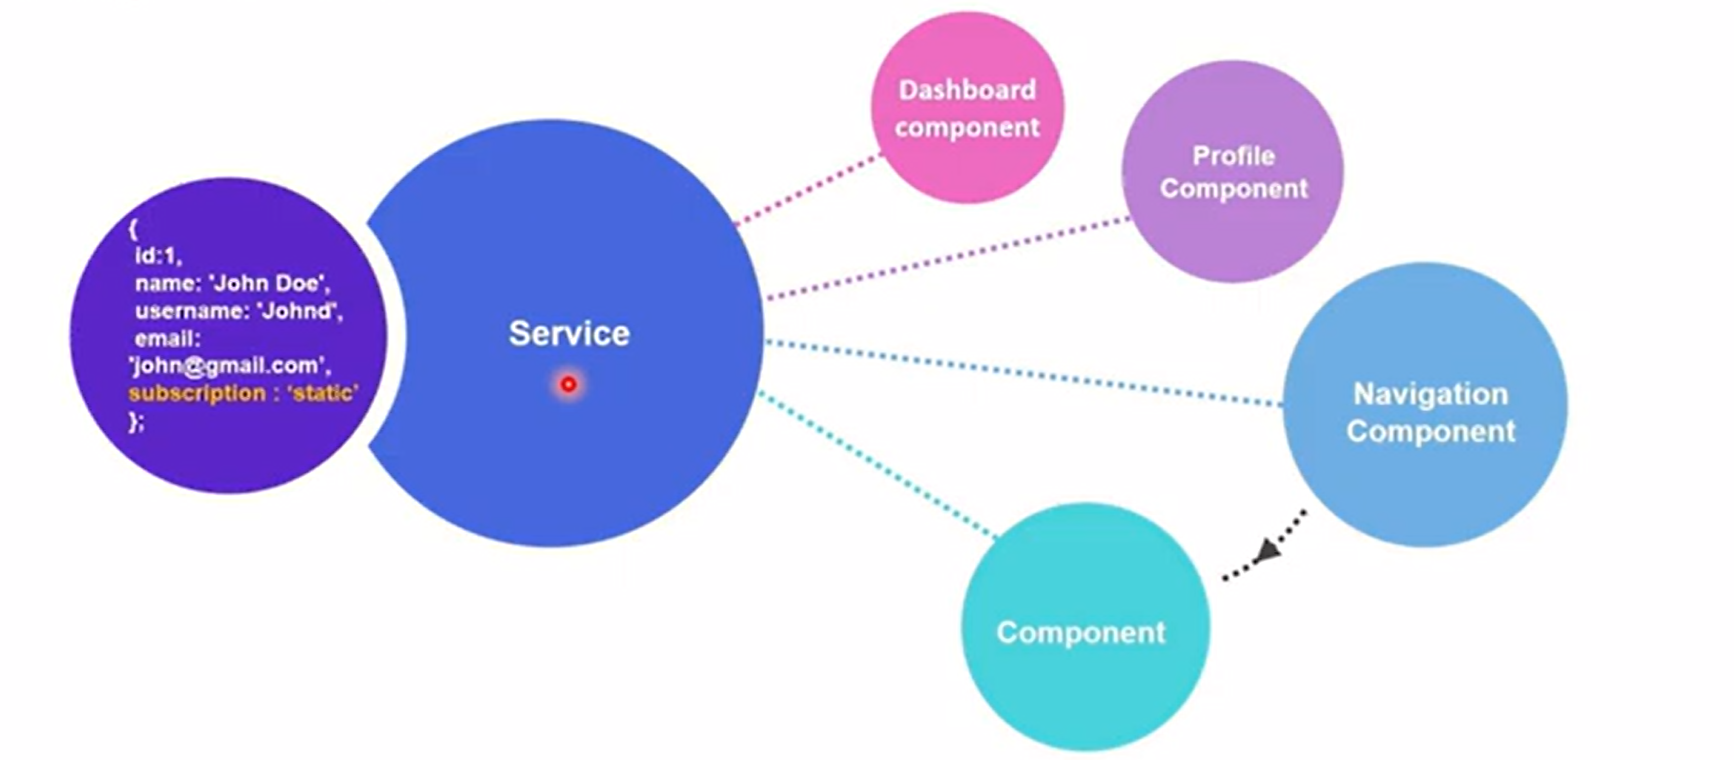 {
id:1,
name: 'John Doe',
username: 'Johnd',
email:
'john@gmail.com',
subscription : ‘static’
};
Service
Dashboard
component
Profile
Component
Navigation
Component
Component